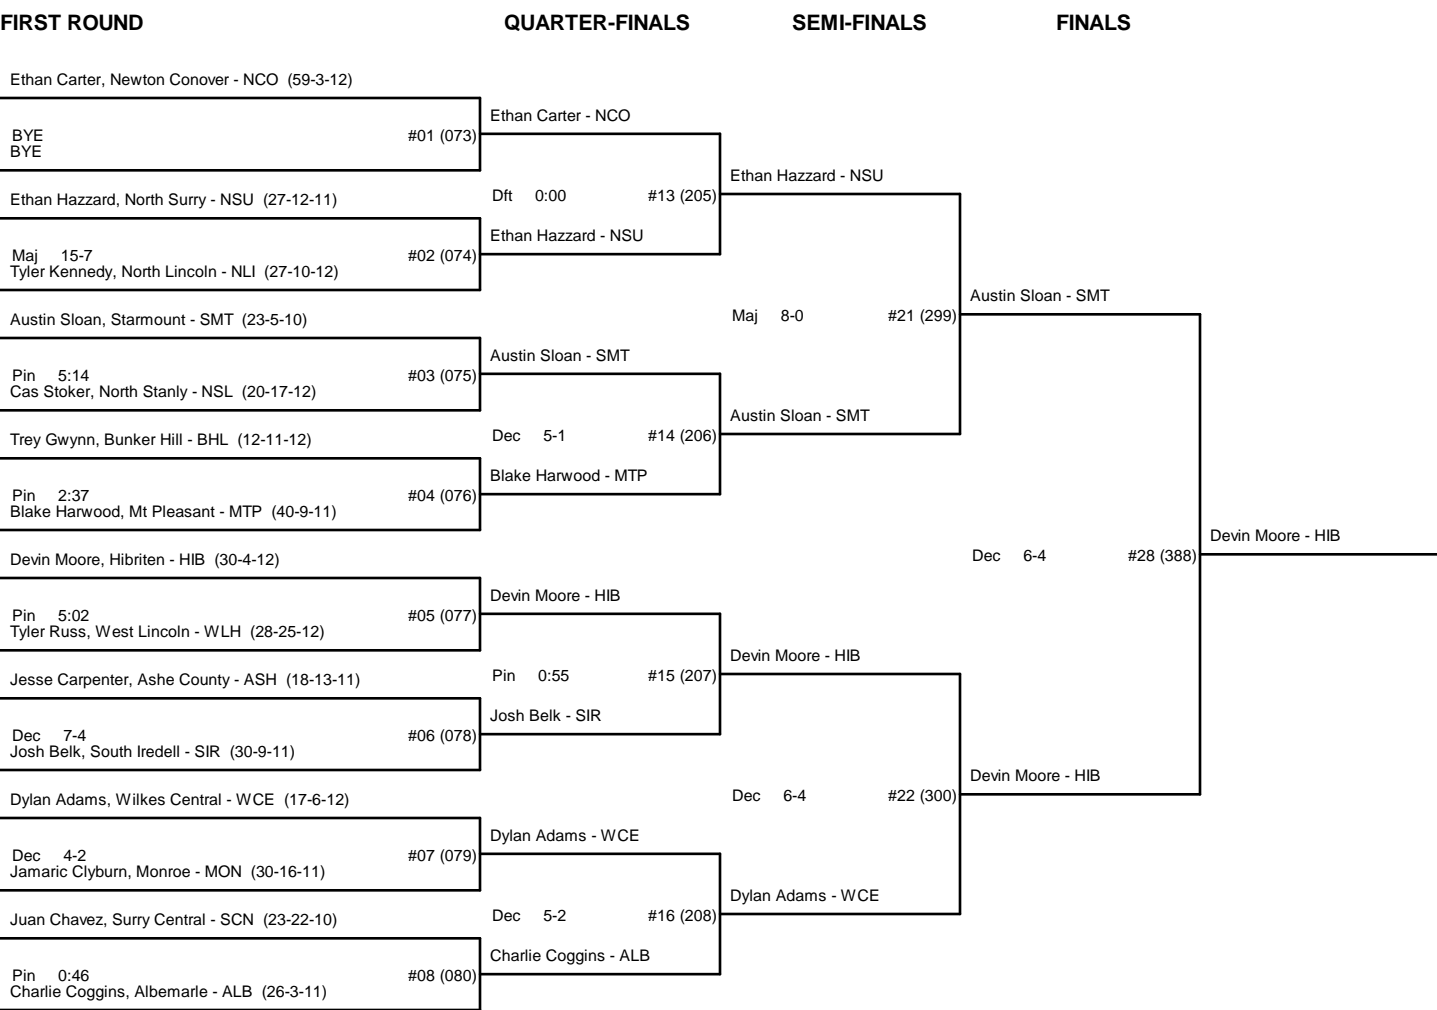 FIRST ROUND QUARTER-FINALS SEMI-FINALS FINALS
Ethan Carter, Newton Conover - NCO (59-3-12)
Ethan Carter - NCO
BYE #01 (073)
BYE
Ethan Hazzard - NSU
Ethan Hazzard, North Surry - NSU (27-12-11) Dft 0:00 #13 (205)
Ethan Hazzard - NSU
Maj 15-7 #02 (074)
Tyler Kennedy, North Lincoln - NLI (27-10-12)
Austin Sloan - SMT
Austin Sloan, Starmount - SMT (23-5-10) Maj 8-0 #21 (299)
Austin Sloan - SMT
Pin 5:14 #03 (075)
Cas Stoker, North Stanly - NSL (20-17-12)
Austin Sloan - SMT
Trey Gwynn, Bunker Hill - BHL (12-11-12) Dec 5-1 #14 (206)
Blake Harwood - MTP
Pin 2:37 #04 (076)
Blake Harwood, Mt Pleasant - MTP (40-9-11)
Devin Moore - HIB
Devin Moore, Hibriten - HIB (30-4-12) Dec 6-4 #28 (388)
Devin Moore - HIB
Pin 5:02 #05 (077)
Tyler Russ, West Lincoln - WLH (28-25-12)
Devin Moore - HIB
Jesse Carpenter, Ashe County - ASH (18-13-11) Pin 0:55 #15 (207)
Josh Belk - SIR
Dec 7-4 #06 (078)
Josh Belk, South Iredell - SIR (30-9-11)
Devin Moore - HIB
Dylan Adams, Wilkes Central - WCE (17-6-12) Dec 6-4 #22 (300)
Dylan Adams - WCE
Dec 4-2 #07 (079)
Jamaric Clyburn, Monroe - MON (30-16-11)
Dylan Adams - WCE
Juan Chavez, Surry Central - SCN (23-22-10) Dec 5-2 #16 (208)
Charlie Coggins - ALB
Pin 0:46 #08 (080)
Charlie Coggins, Albemarle - ALB (26-3-11)